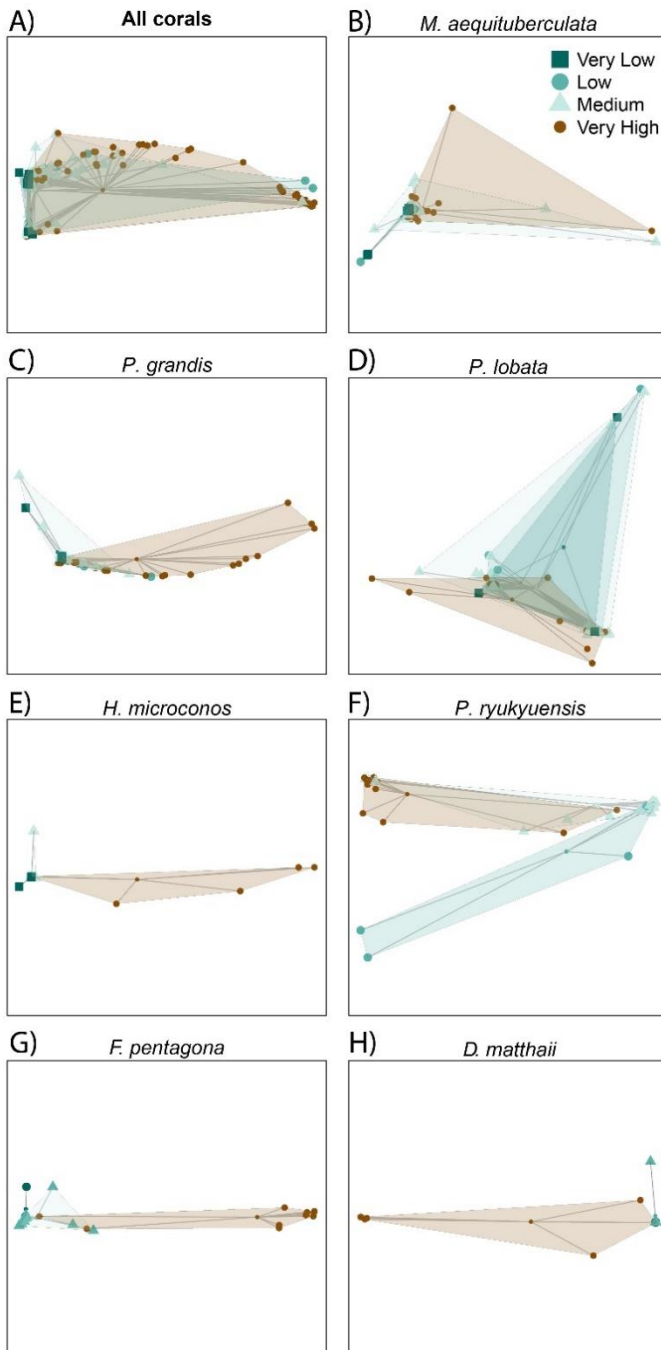 A) All corals
B) M. aequituberculata
Very Low
Low
Medium
Very High
C) P. grandis
D) P. lobata
E) H. microconos
F) P. ryukyuensis
G) F. pentagona
H) D. matthaii